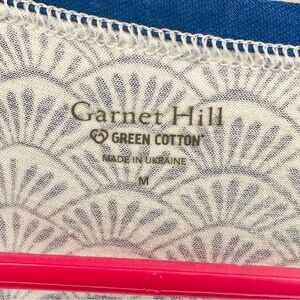 Garnet Hill
GREEN COTTON
MADE IN UKRAINE
M